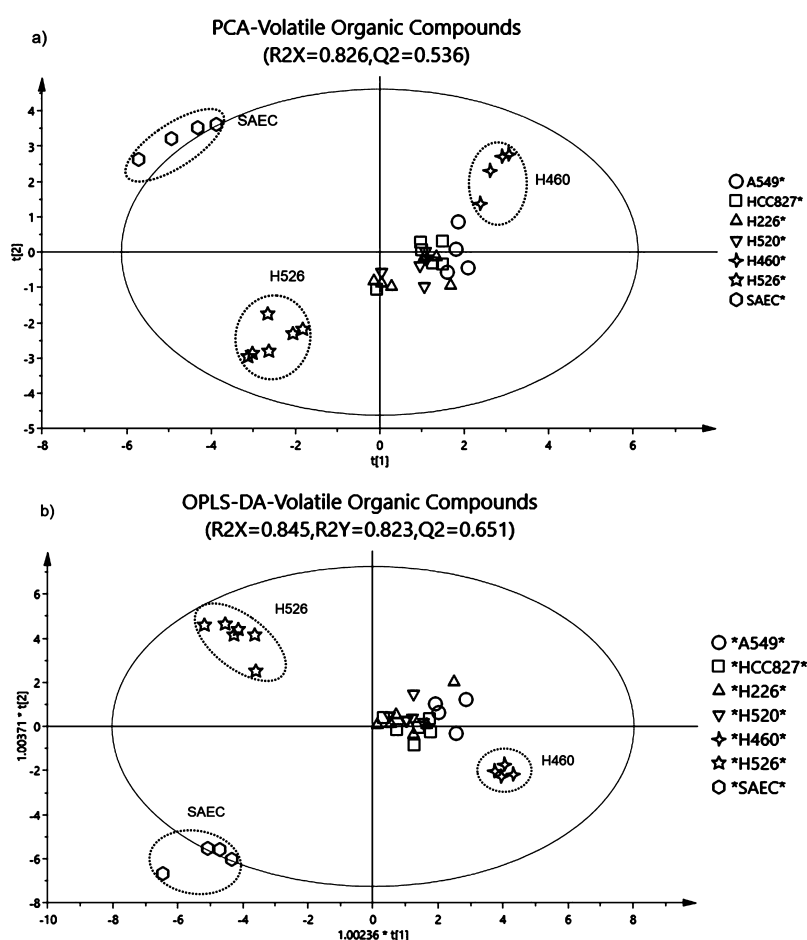 a)
PCA-Volatile Organic Compounds
(R2X=0.826,Q2=0.536)
t[2]
4
3
2
1
0
-1
-2
-3
-4
-5
-8
-6
-4
-2
0
2
4
6
t[1]
SAEC
H460
H526
A549*
HCC827*
H226*
H520*
H460*
H526*
SAEC*
b)
OPLS-DA-Volatile Organic Compounds
(R2X=0.845,R2Y=0.823,Q2=0.651)
1.00371 * t[2]
6
4
2
0
-2
-4
-6
-8
-10
-8
-6
-4
-2
0
2
4
6
8
1.00236 * t[1]
H526
H460
SAEC
*A549*
*HCC827*
*H226*
*H520*
*H460*
*H526*
*SAEC*